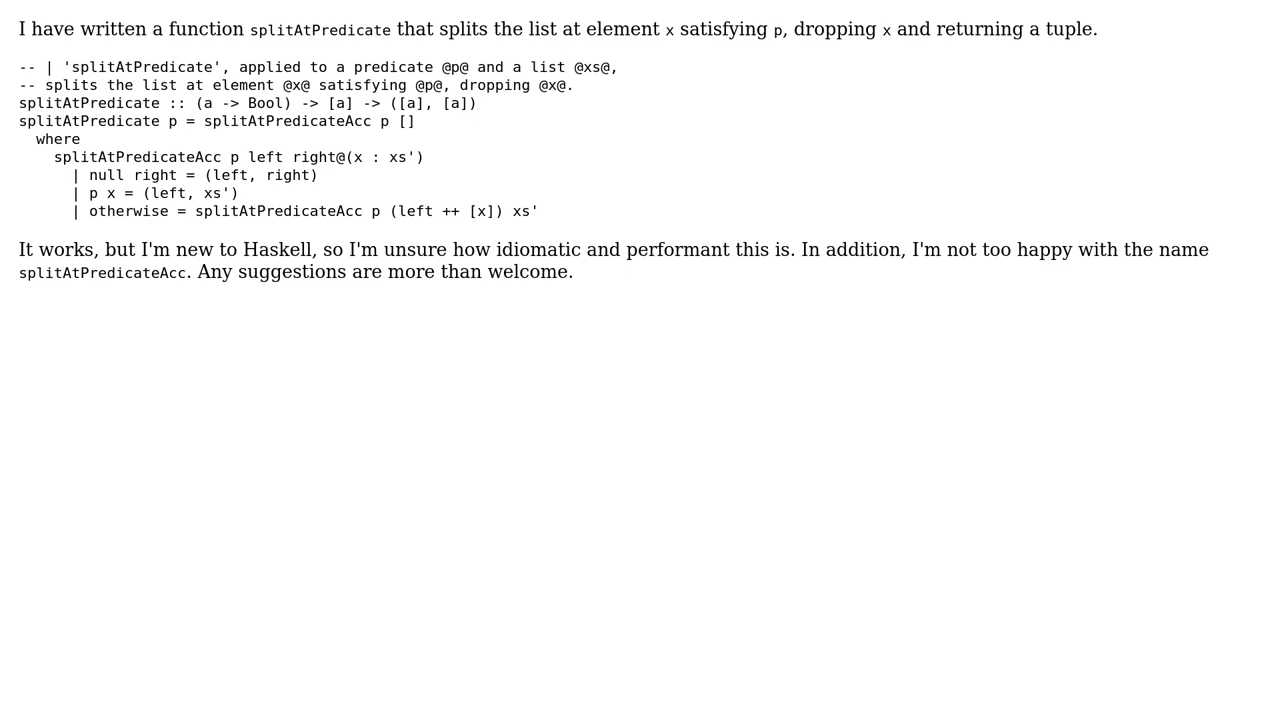 I have written a function splitAtPredicate that splits the list at element x satisfying p, dropping x and returning a tuple.
-- | 'splitAtPredicate', applied to a predicate @p@ and a list @xs@,
-- splits the list at element @x@ satisfying @p@, dropping @x@.
splitAtPredicate :: (a -> Bool) -> [a] -> ([a], [a])
splitAtPredicate p = splitAtPredicateAcc p []
  where
    splitAtPredicateAcc p left right@(x : xs')
      | null right = (left, right)
      | p x = (left, xs')
      | otherwise = splitAtPredicateAcc p (left ++ [x]) xs'
It works, but I'm new to Haskell, so I'm unsure how idiomatic and performant this is. In addition, I'm not too happy with the name
splitAtPredicateAcc. Any suggestions are more than welcome.